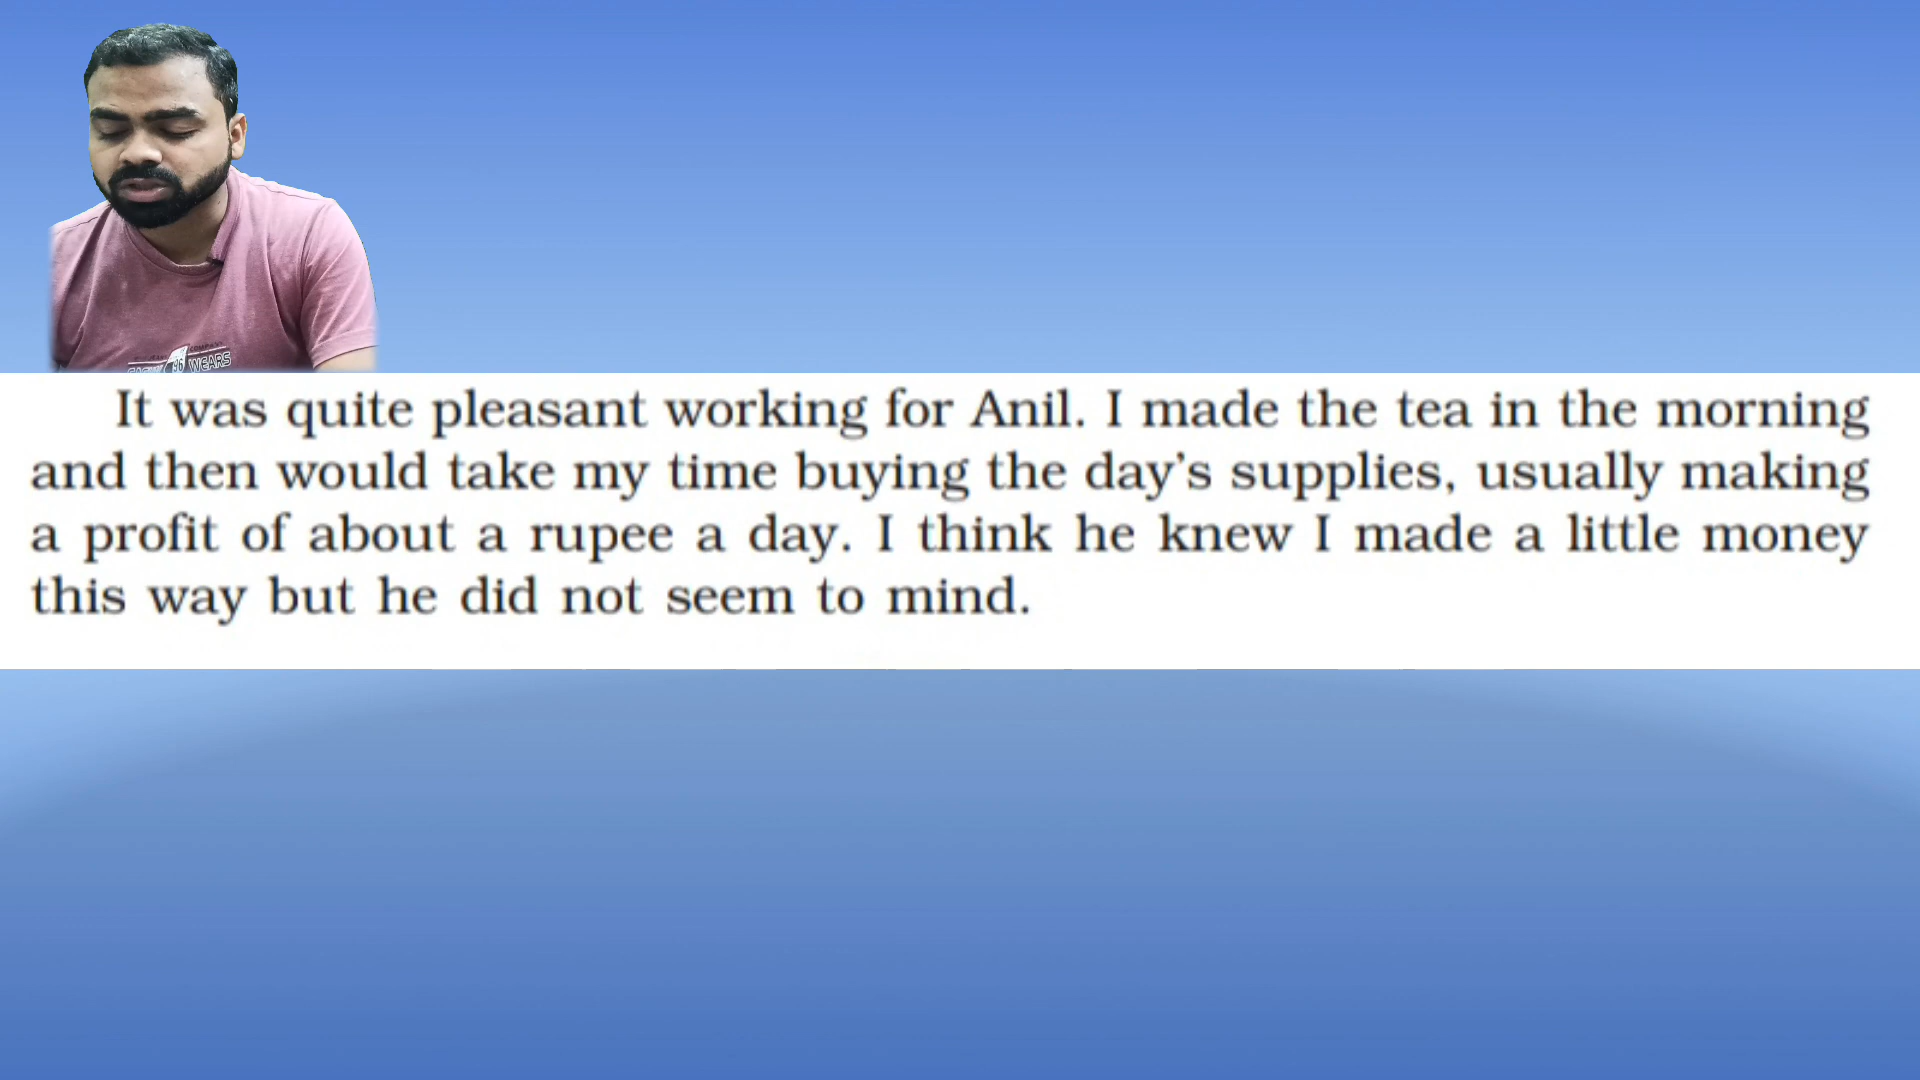 COMPANY
WEARS
It was quite pleasant working for Anil. I made the tea in the morning
and then would take my time buying the day's supplies, usually making
a profit of about a rupee a day. I think he knew I made a little money
this way but he did not seem to mind.